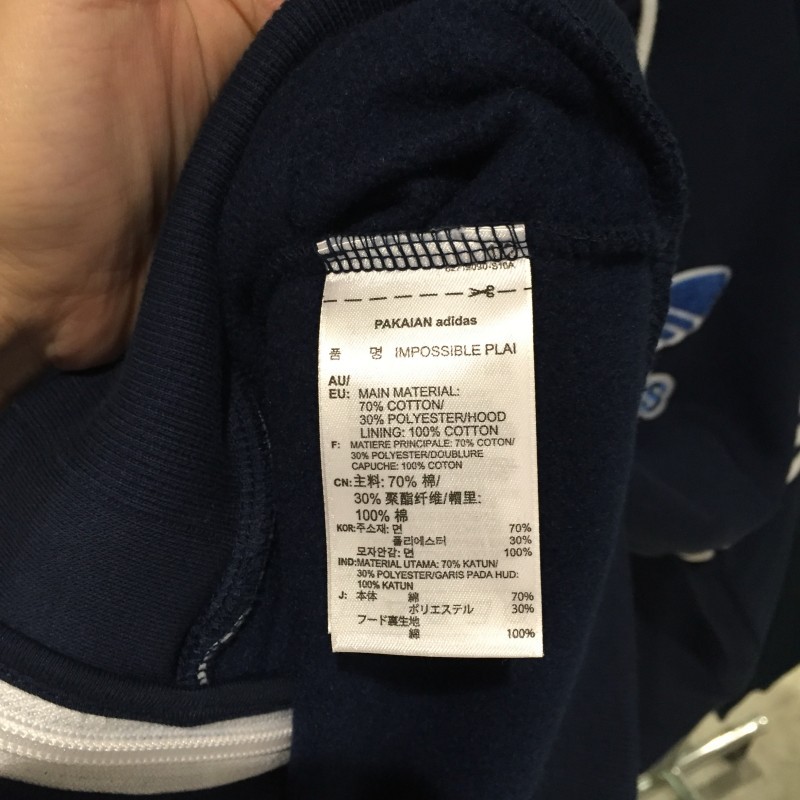 PAKAIAN adidas
품 명 IMPOSSIBLE PLAI
AU/
EU: MAIN MATERIAL:
70% COTTON/
30% POLYESTER/HOOD
LINING: 100% COTTON
F: MATIERE PRINCIPALE: 70% COTON/
30% POLYESTER/DOUBLURE
CAPUCHE: 100% COTON
CN:主料: 70% 棉/
30% 聚酯纤维/帽里:
100% 棉
KOR:주소재: 면 70%
폴리에스터 30%
모자안감: 면 100%
IND:MATERIAL UTAMA: 70% KATUN/
30% POLYESTER/GARIS PADA HUD:
100% KATUN
J: 本体 綿 70%
ポリエステル 30%
フード裏生地
綿 100%